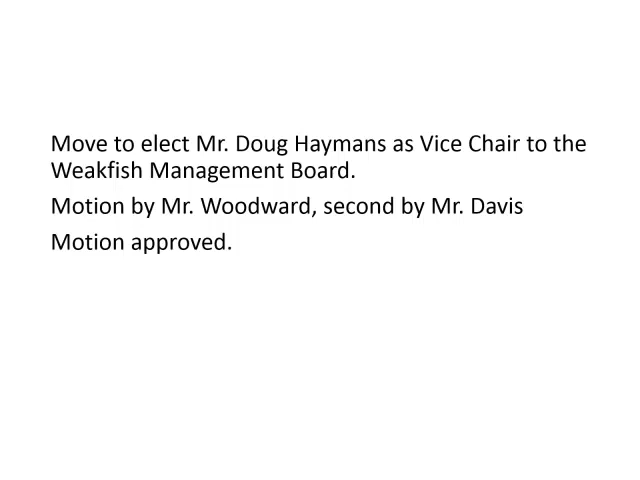 Move to elect Mr. Doug Haymans as Vice Chair to the
Weakfish Management Board.
Motion by Mr. Woodward, second by Mr. Davis
Motion approved.